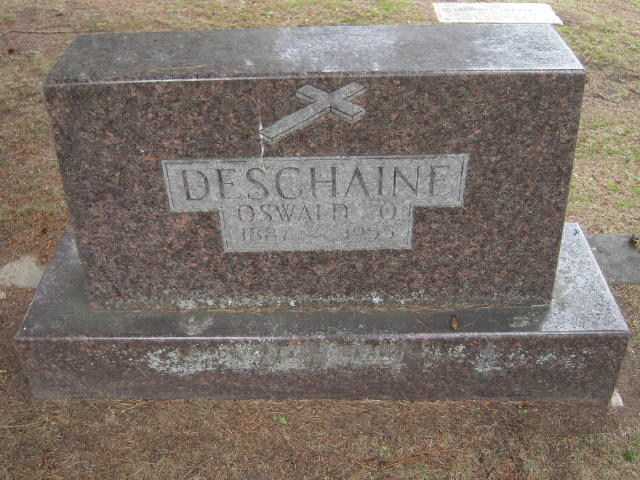 DESCHAINE
OSWALD O.
1887 – 1955